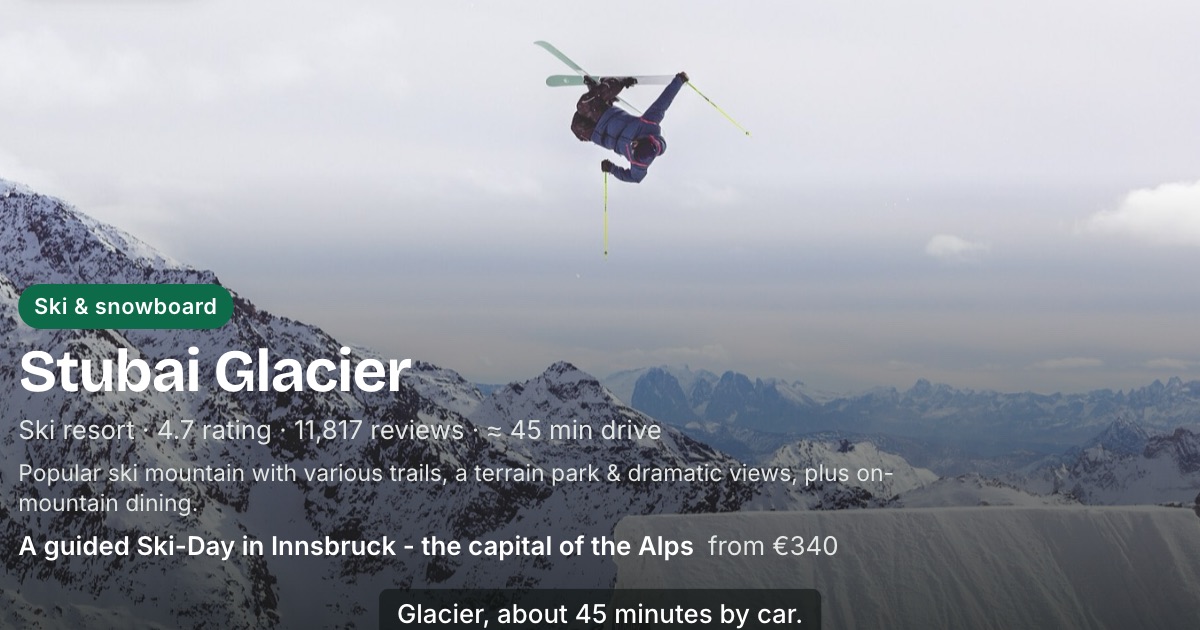 Ski & snowboard
Stubai Glacier
Ski resort · 4.7 rating · 11,817 reviews · ≈ 45 min drive
Popular ski mountain with various trails, a terrain park & dramatic views, plus on-
mountain dining.
A guided Ski-Day in Innsbruck - the capital of the Alps from €340
Glacier, about 45 minutes by car.